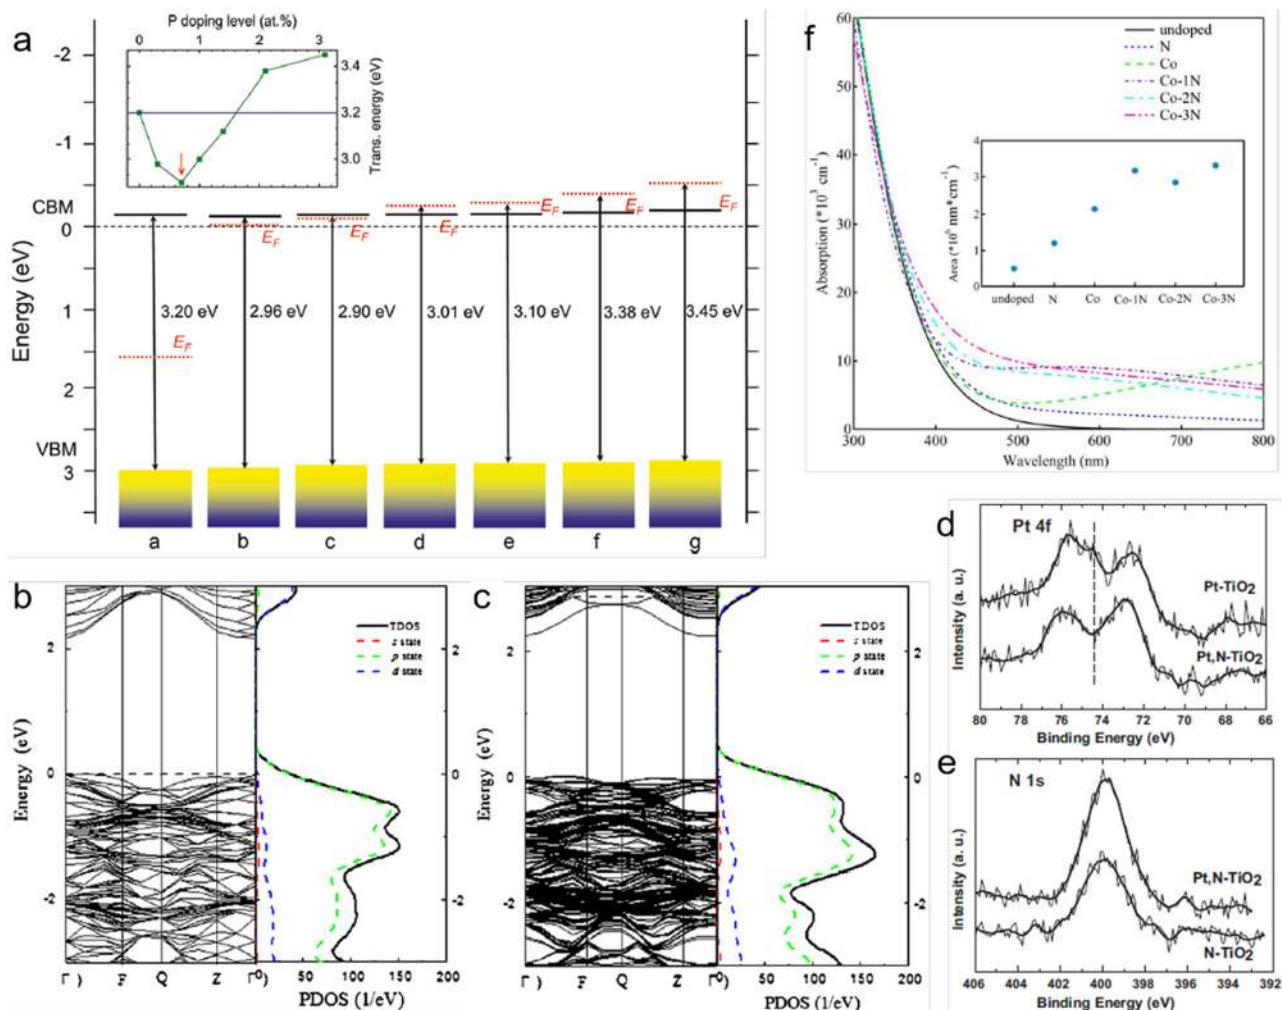 a
P doping level (at.%)
0 1 2 3
3.4
3.2
3.0
Trans. energy (eV)
-2
-1
CBM
0
1
2
VBM
3
Energy (eV)
E_F
E_F
E_F
E_F
E_F
E_F
E_F
3.20 eV
2.96 eV
2.90 eV
3.01 eV
3.10 eV
3.38 eV
3.45 eV
a b c d e f g
f
undoped
N
Co
Co-1N
Co-2N
Co-3N
60
50
40
30
20
10
0
Absorption (*10³ cm⁻¹)
4
3
2
1
0
Area (*10⁶ nm*cm⁻¹)
undoped N Co Co-1N Co-2N Co-3N
300 400 500 600 700 800
Wavelength (nm)
b
2
0
-2
Energy (eV)
TDOS
s state
p state
d state
2
0
-2
Γ) F Q Z Γ)
0 50 100 150 200
PDOS (1/eV)
c
2
0
-2
Energy (eV)
TDOS
s state
p state
d state
2
0
-2
Γ) F Q Z Γ)
0 50 100 150 200
PDOS (1/eV)
d
Pt 4f
Pt-TiO₂
Pt,N-TiO₂
Intensity (a. u.)
80 78 76 74 72 70 68 66
Binding Energy (eV)
e
N 1s
Pt,N-TiO₂
N-TiO₂
Intensity (a. u.)
406 404 402 400 398 396 394 392
Binding Energy (eV)